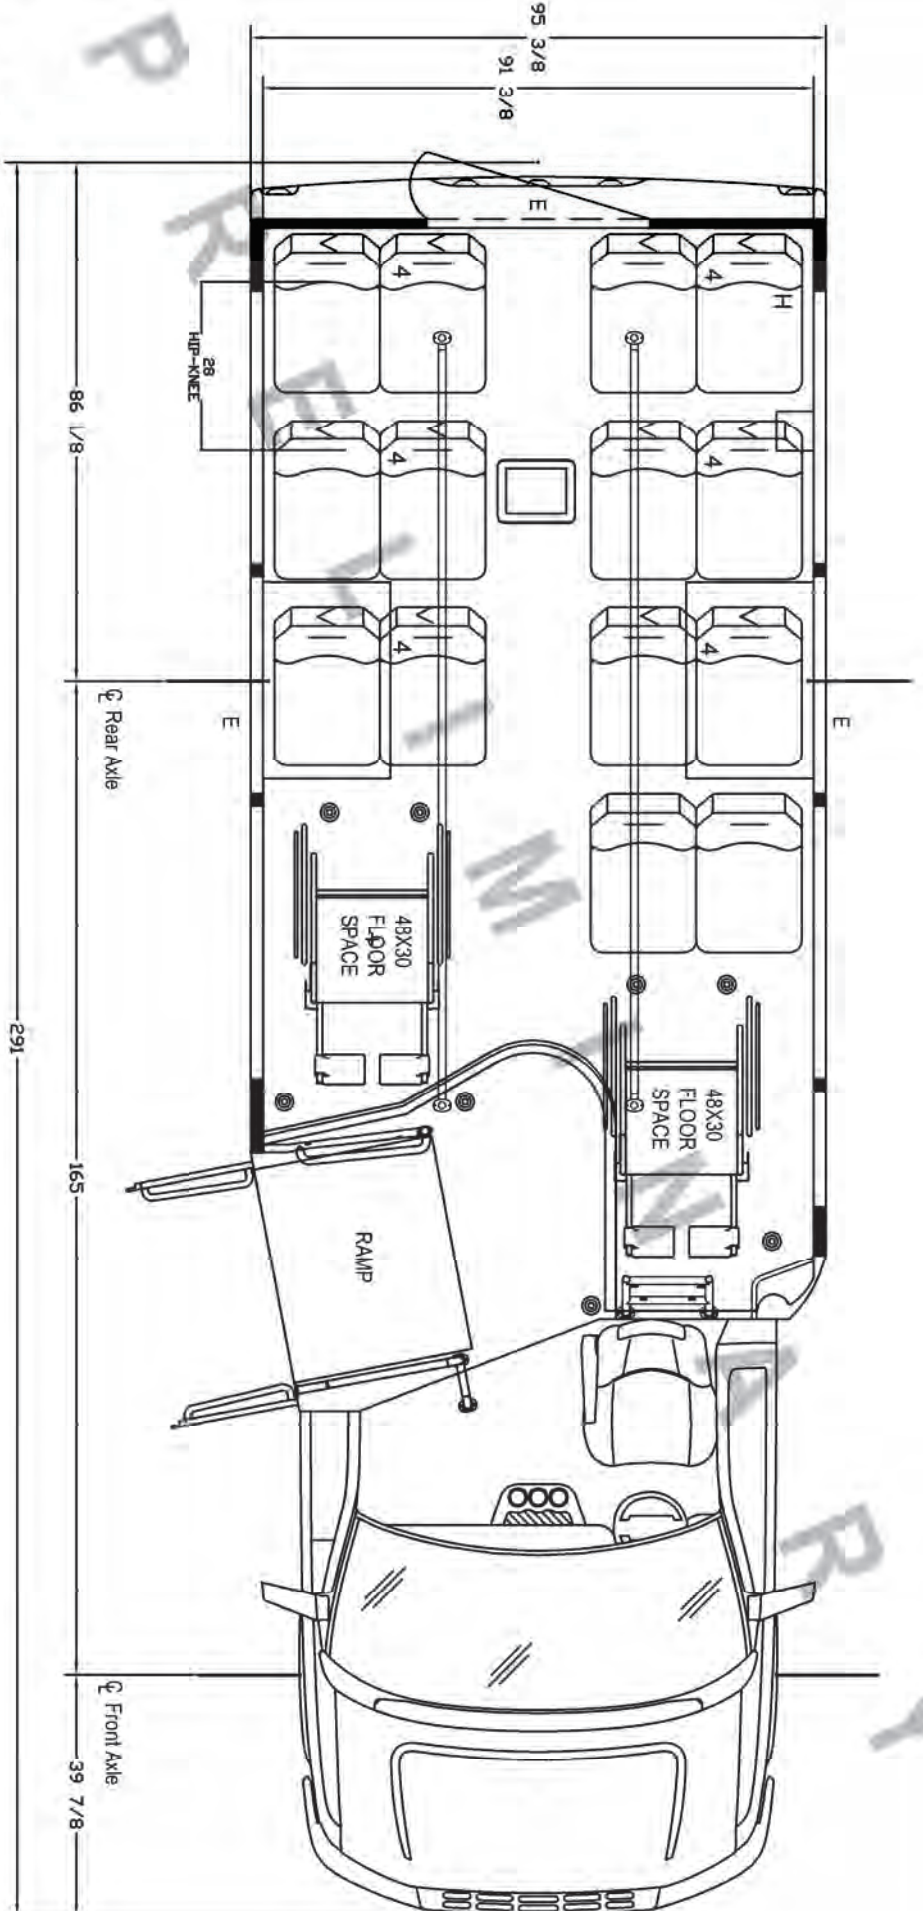 95 3/8
91 3/8
E
4
4
H
28
HIP-KNEE
4
4
86 1/8
4
4
℄ Rear Axle
E
E
48X30
FLOOR
SPACE
48X30
FLOOR
SPACE
291
165
RAMP
℄ Front Axle
39 7/8
PRELIMINARY